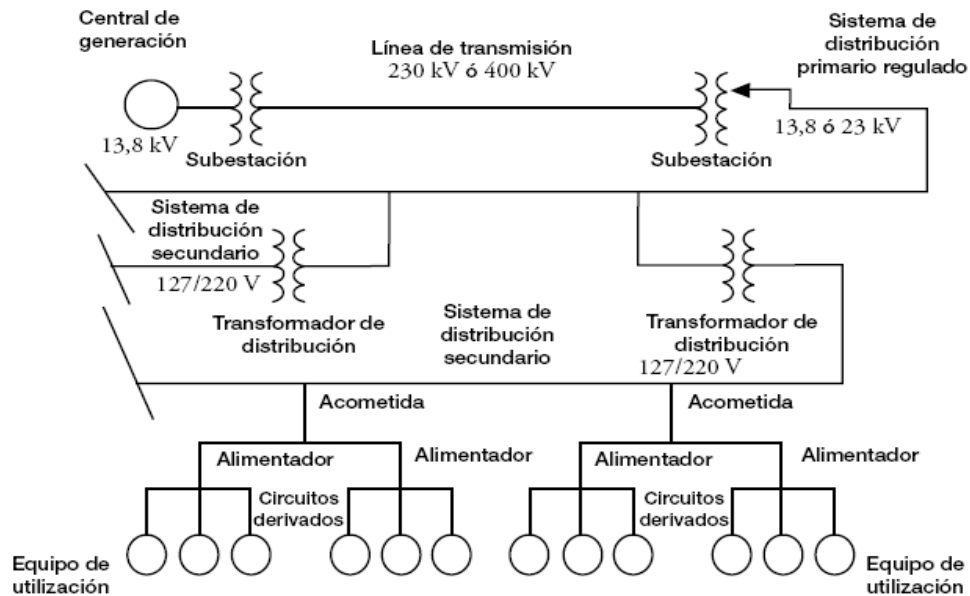 Central de
generación
Línea de transmisión
230 kV ó 400 kV
Sistema de
distribución
primario regulado
13,8 kV
13,8 ó 23 kV
Subestación
Subestación
Sistema de
distribución
secundario
127/220 V
Transformador de
distribución
Sistema de
distribución
secundario
Transformador de
distribución
127/220 V
Acometida
Acometida
Alimentador
Alimentador
Alimentador
Alimentador
Circuitos
derivados
Circuitos
derivados
Equipo de
utilización
Equipo de
utilización